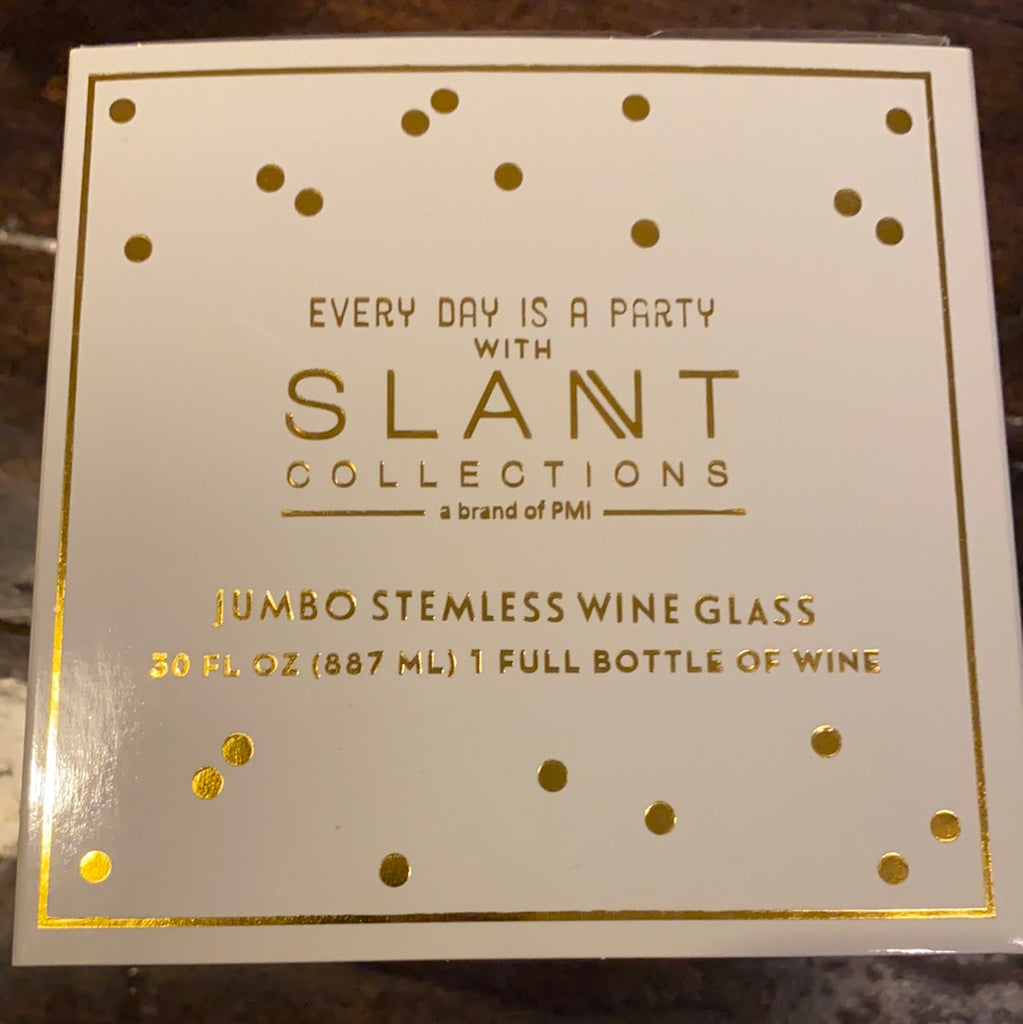 EVERY DAY IS A PARTY
WITH
SLANT
COLLECTIONS
a brand of PMI
JUMBO STEMLESS WINE GLASS
30 FL OZ (887 ML) 1 FULL BOTTLE OF WINE